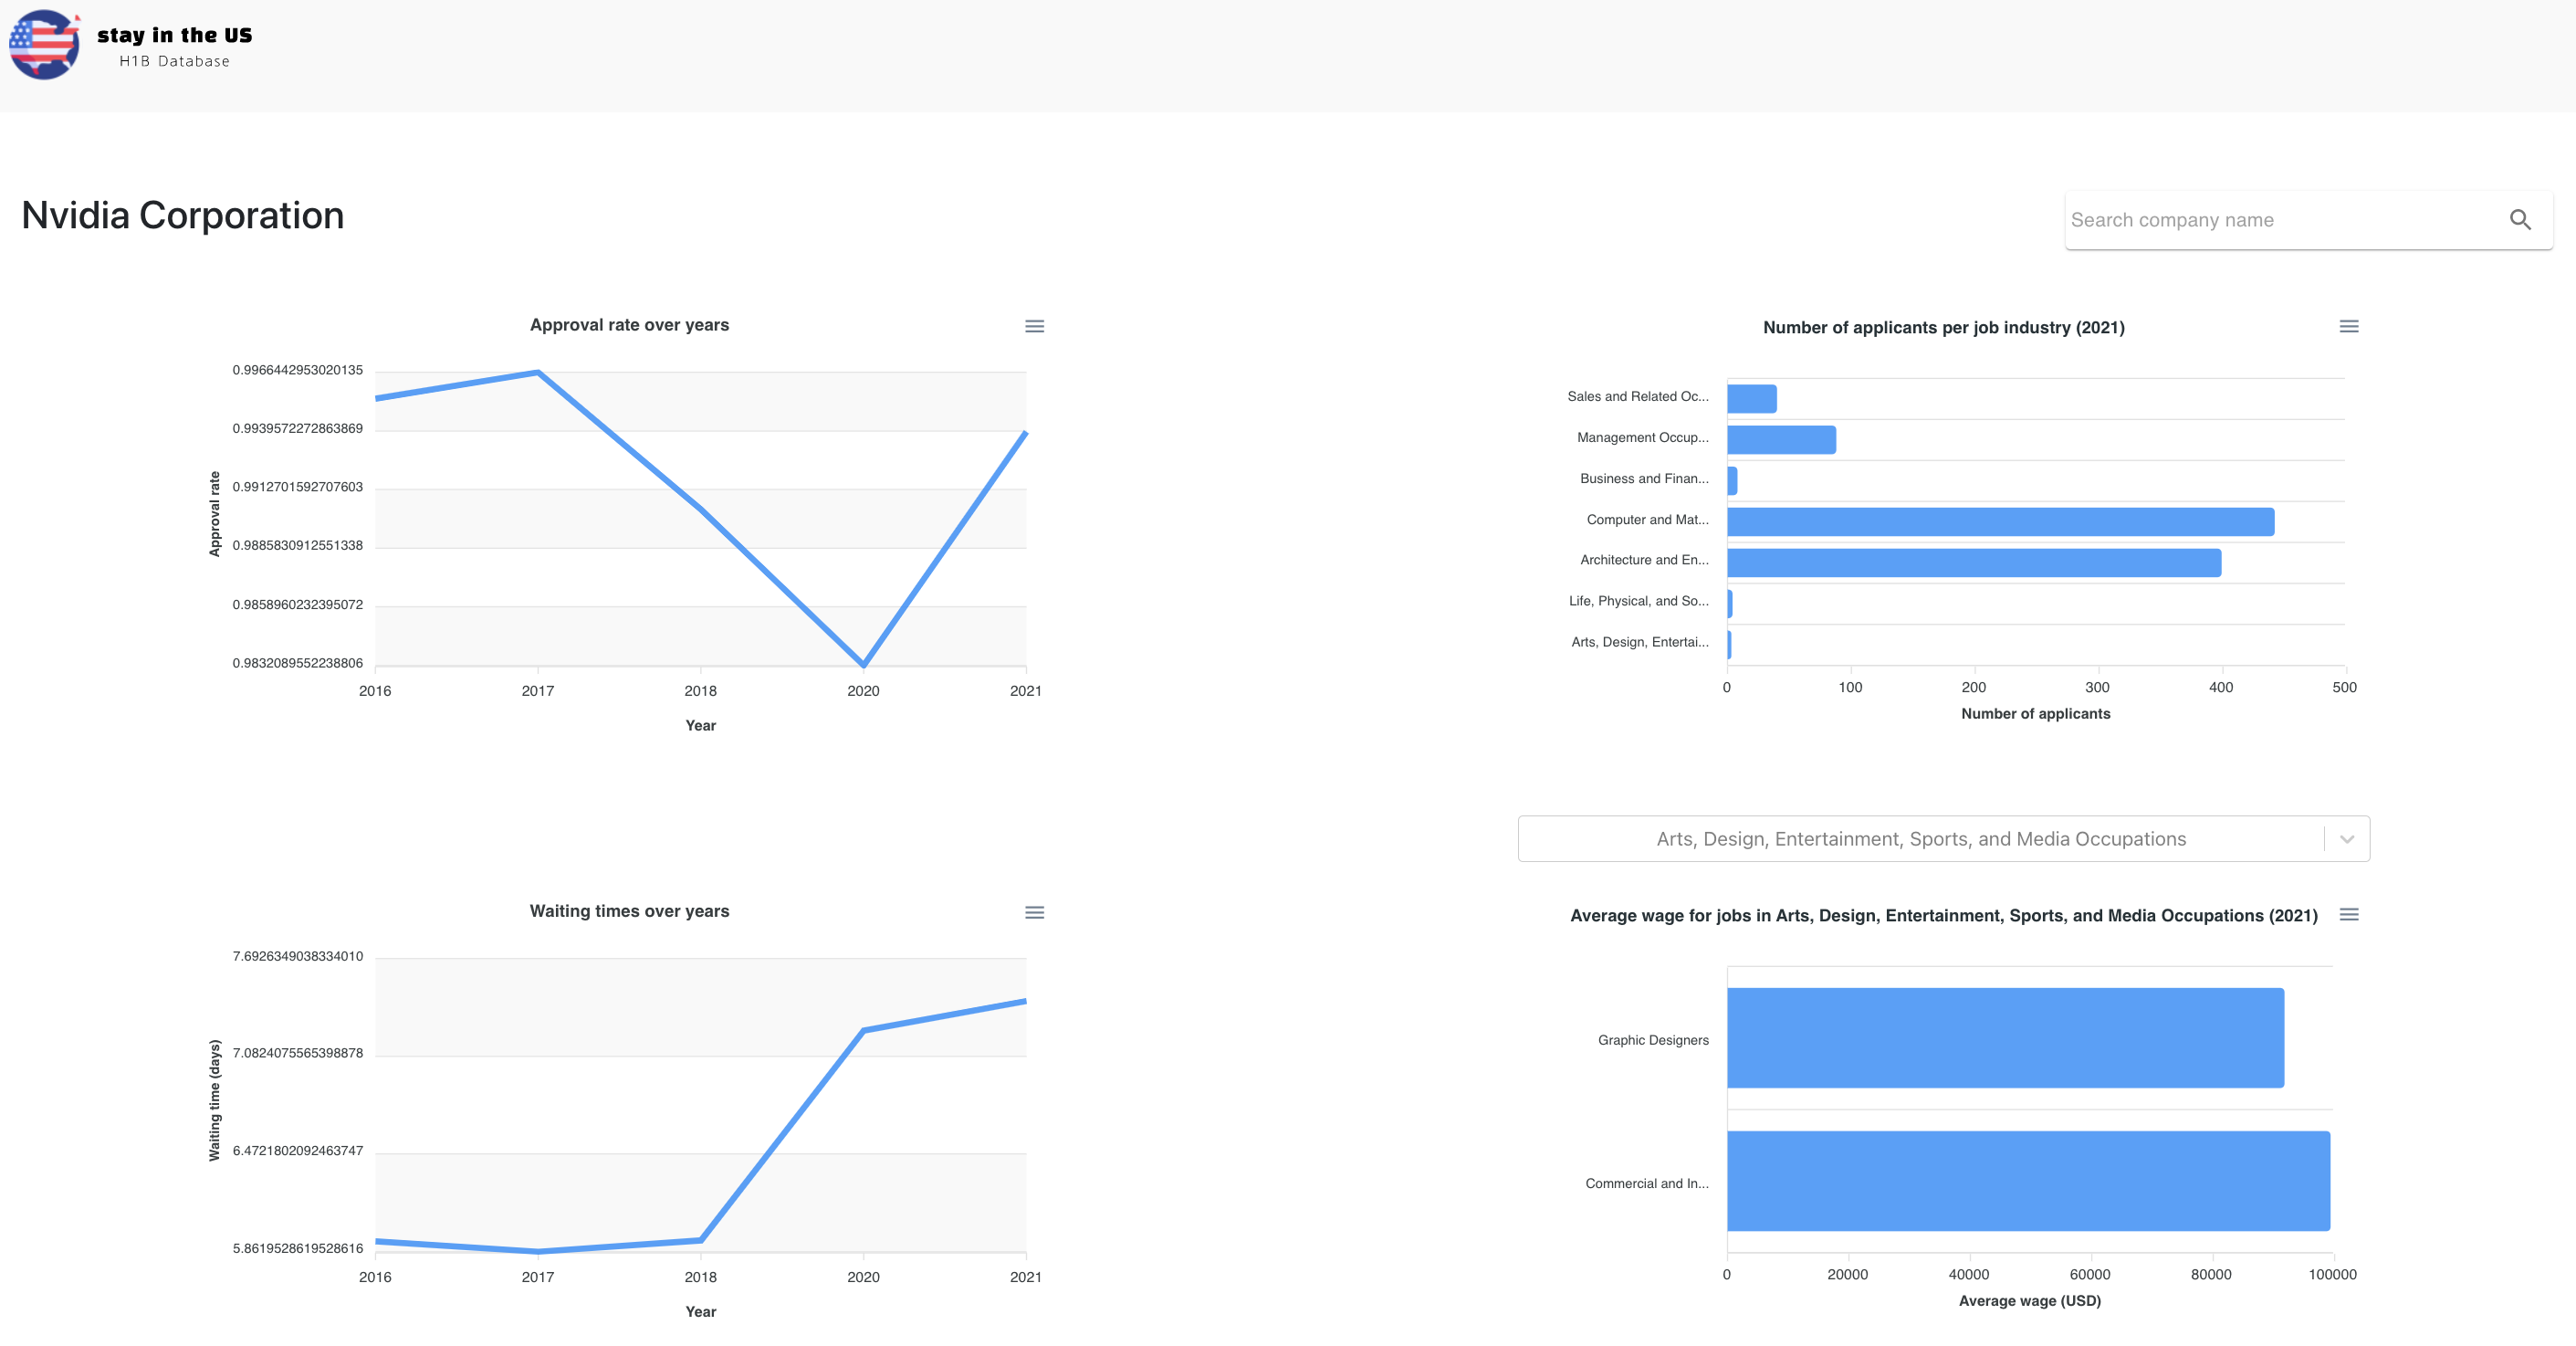 stay in the US
H1B Database
Nvidia Corporation
Search company name
Approval rate over years
0.9966442953020135
0.9939572272863869
0.9912701592707603
0.9885830912551338
0.9858960232395072
0.9832089552238806
Approval rate
2016 2017 2018 2020 2021
Year
Number of applicants per job industry (2021)
Sales and Related Oc...
Management Occup...
Business and Finan...
Computer and Mat...
Architecture and En...
Life, Physical, and So...
Arts, Design, Entertai...
0 100 200 300 400 500
Number of applicants
Waiting times over years
7.6926349038334010
7.0824075565398878
6.4721802092463747
5.8619528619528616
Waiting time (days)
2016 2017 2018 2020 2021
Year
Arts, Design, Entertainment, Sports, and Media Occupations
Average wage for jobs in Arts, Design, Entertainment, Sports, and Media Occupations (2021)
Graphic Designers
Commercial and In...
0 20000 40000 60000 80000 100000
Average wage (USD)